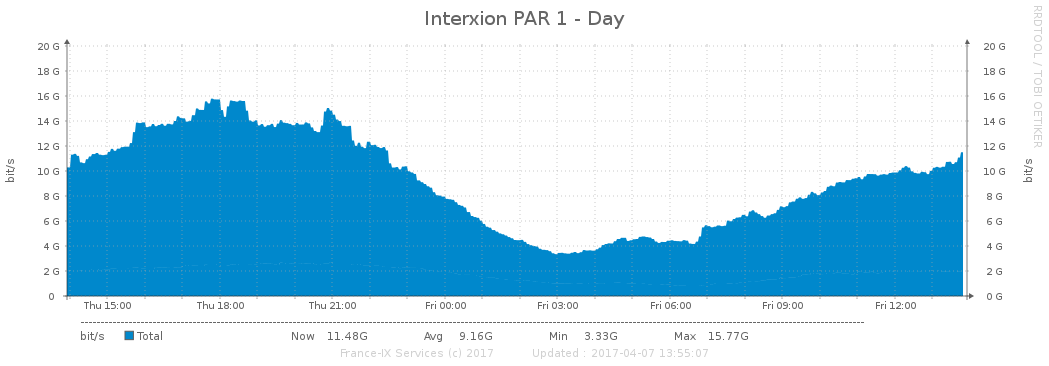 Interxion PAR 1 - Day
RRDTOOL / TOBI OETIKER
bit/s
bit/s
20 G 20 G
18 G 18 G
16 G 16 G
14 G 14 G
12 G 12 G
10 G 10 G
8 G 8 G
6 G 6 G
4 G 4 G
2 G 2 G
0 0 G
Thu 15:00 Thu 18:00 Thu 21:00 Fri 00:00 Fri 03:00 Fri 06:00 Fri 09:00 Fri 12:00
bit/s Total Now 11.48G Avg 9.16G Min 3.33G Max 15.77G
France-IX Services (c) 2017 Updated : 2017-04-07 13:55:07